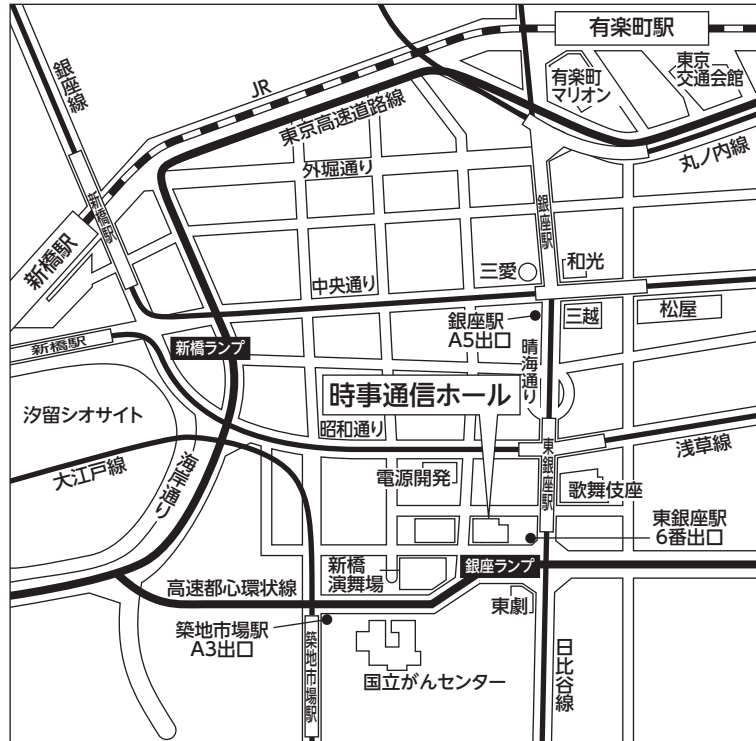 有楽町駅
銀座線
JR
有楽町
マリオン
東京
交通会館
東京高速道路線
丸ノ内線
外堀通り
新橋駅
新橋駅
銀座駅
三愛
和光
中央通り
銀座駅
A5出口
三越
松屋
新橋駅
新橋ランプ
晴海通り
時事通信ホール
汐留シオサイト
昭和通り
浅草線
大江戸線
海岸通り
電源開発
東銀座駅
歌舞伎座
東銀座駅
6番出口
新橋
演舞場
銀座ランプ
高速都心環状線
東劇
築地市場駅
A3出口
築地市場駅
国立がんセンター
日比谷線